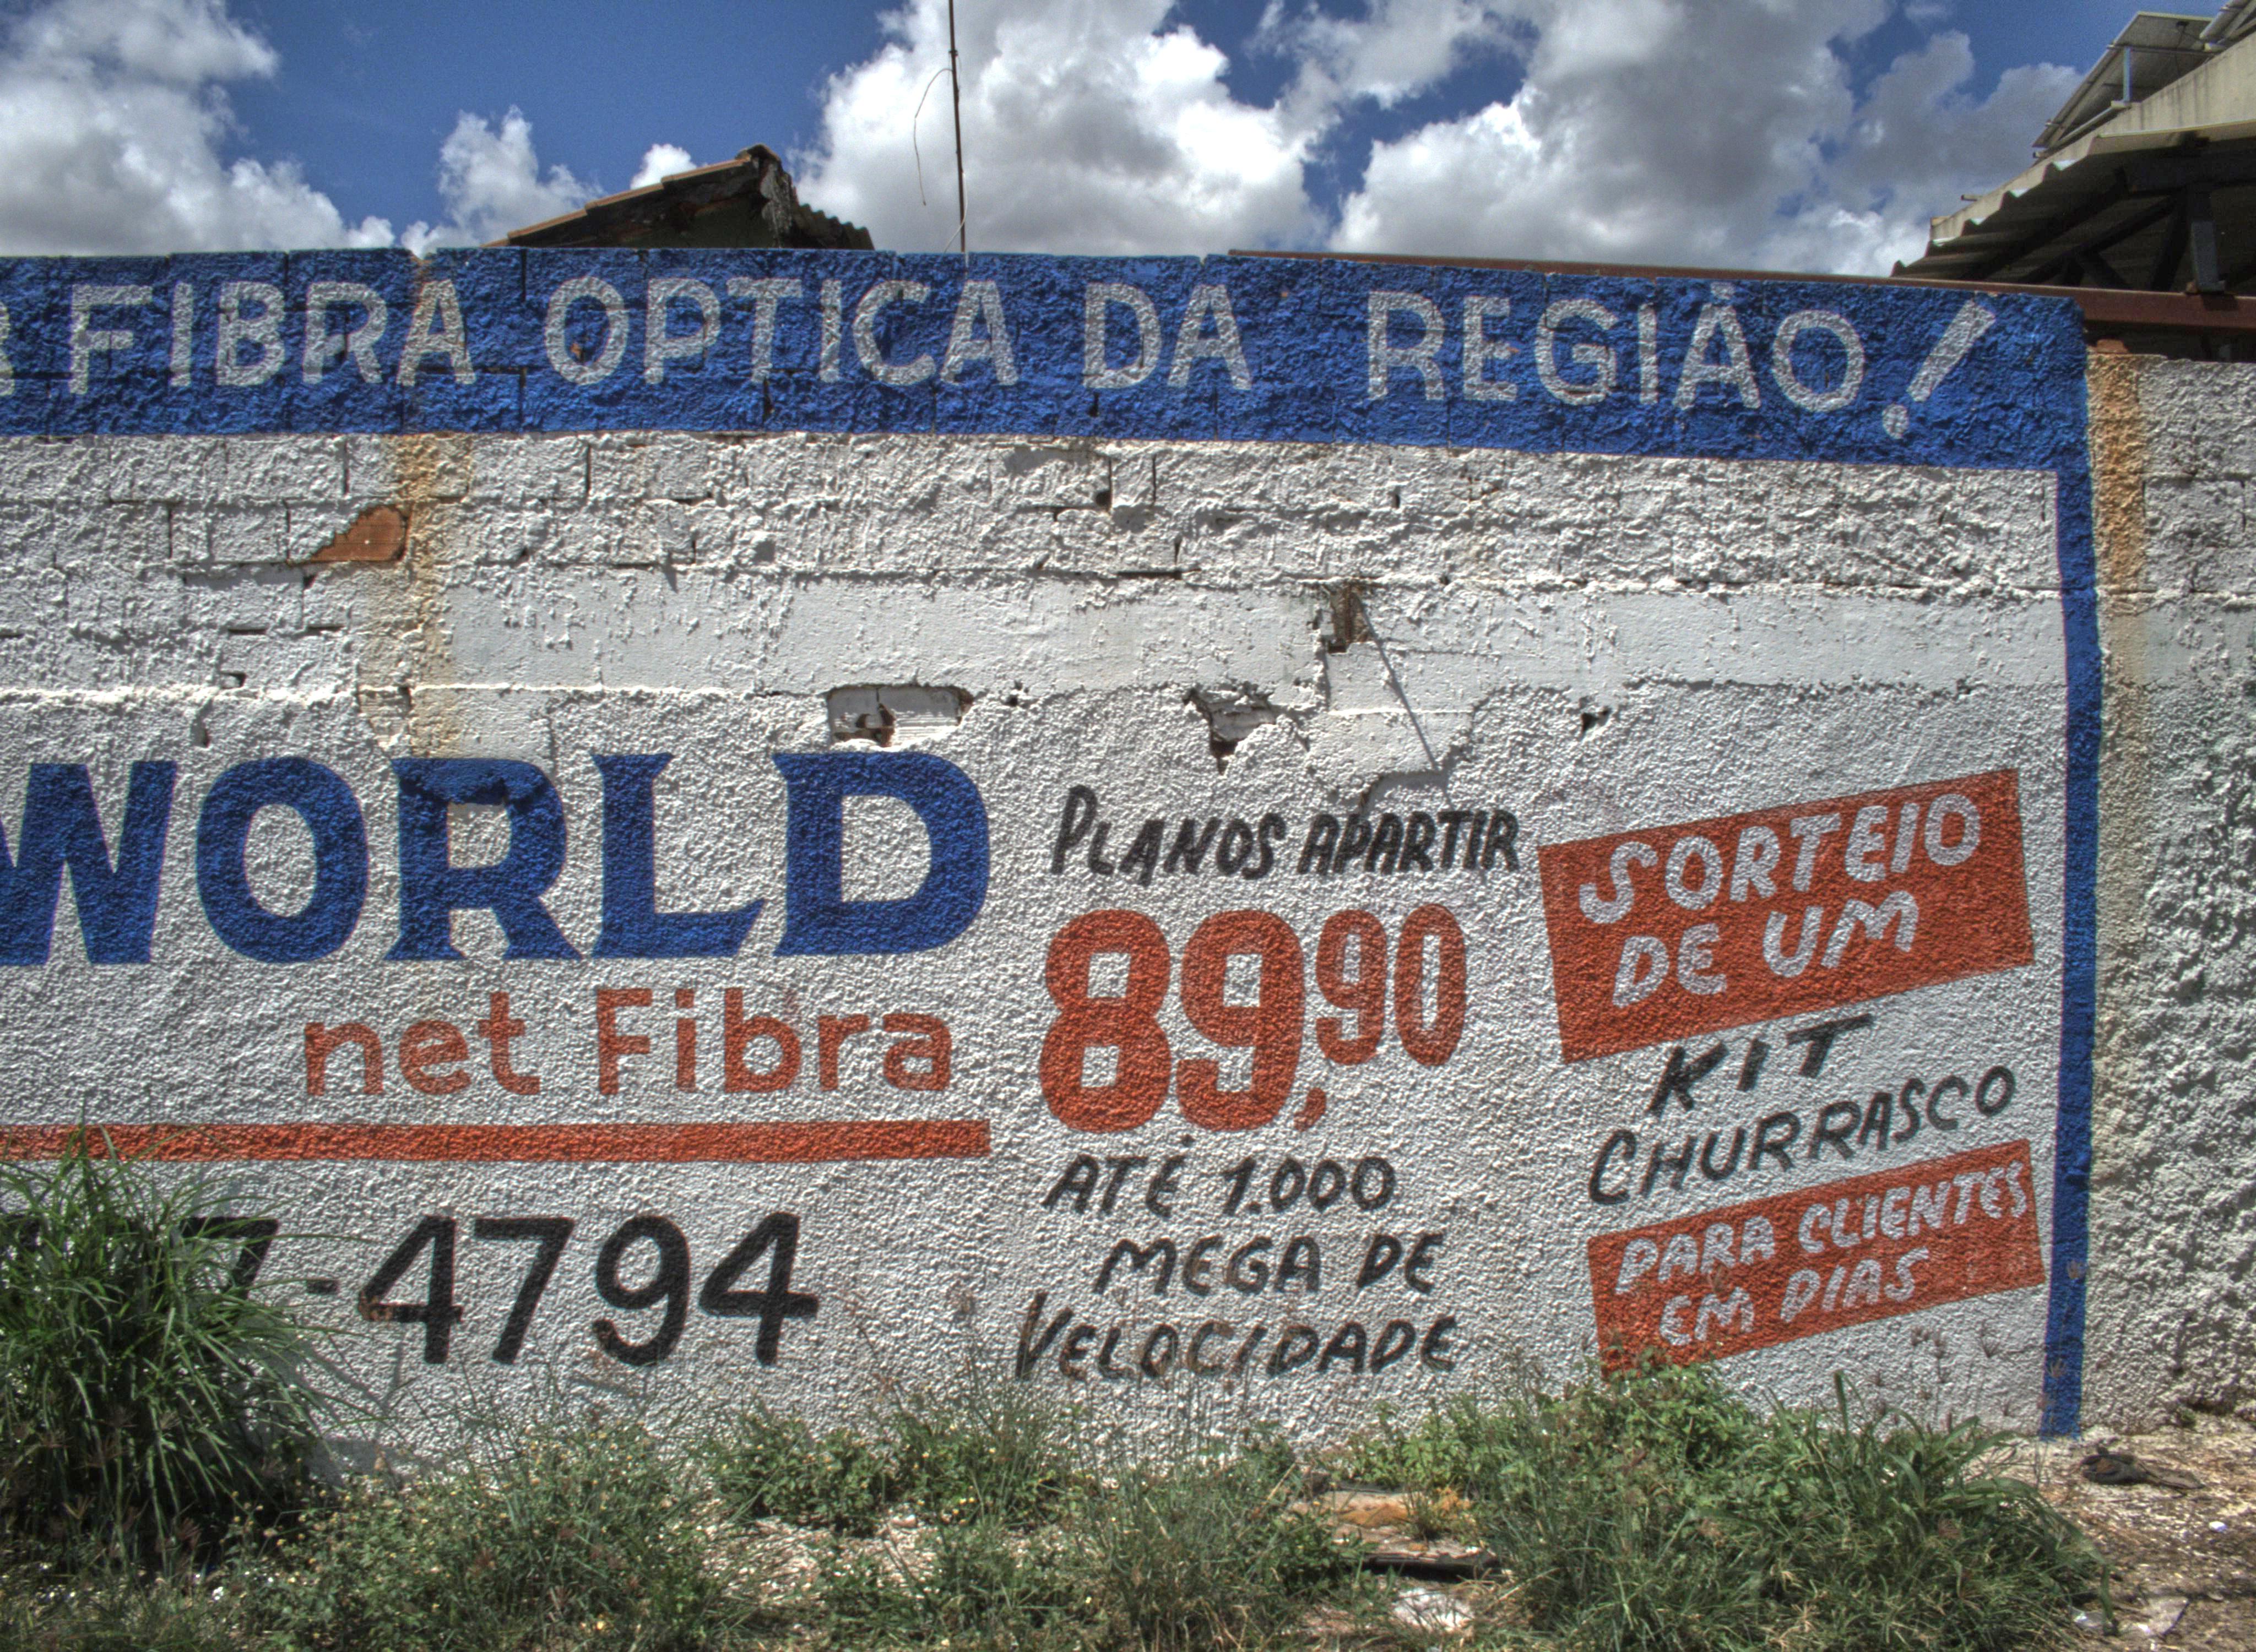 FIBRA OPTICA DA REGIÃO!
WORLD
net Fibra
7-4794
PLANOS APARTIR
89,90
ATÉ 1.000
MEGA DE
VELOCIDADE
SORTEIO
DE UM
KIT
CHURRASCO
PARA CLIENTES
EM DIAS